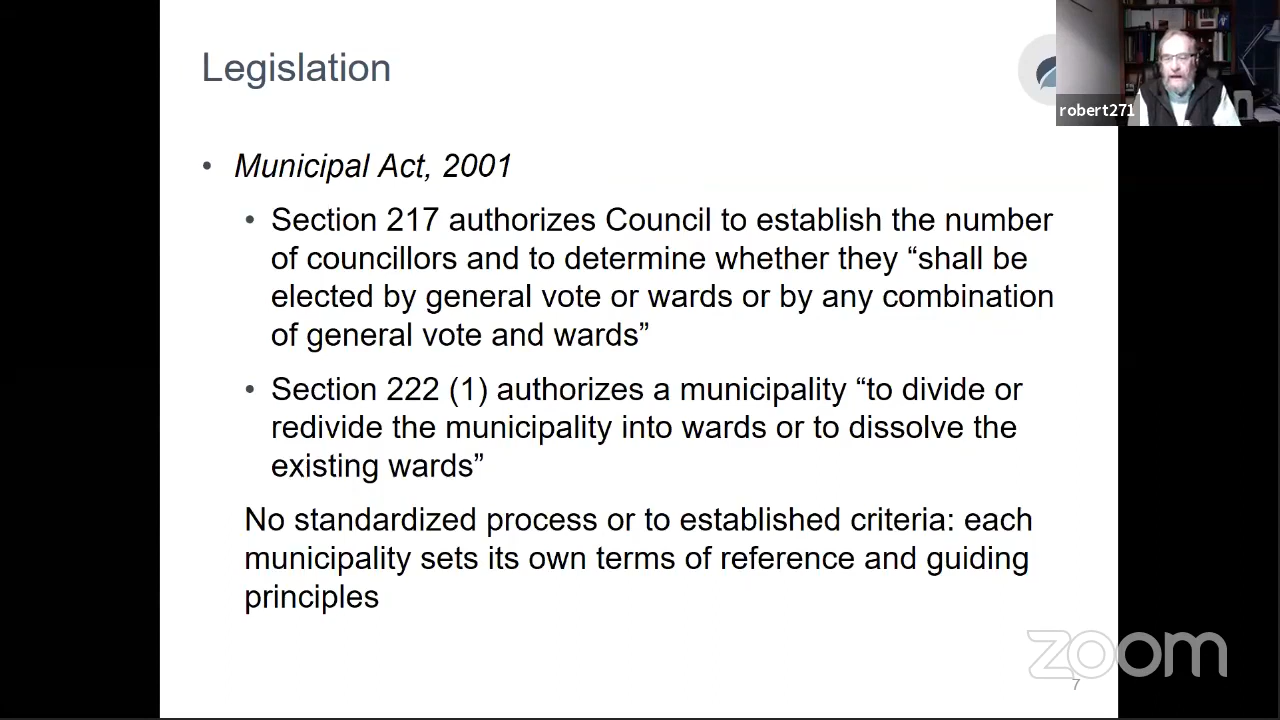 Legislation
robert271
• Municipal Act, 2001
• Section 217 authorizes Council to establish the number
of councillors and to determine whether they “shall be
elected by general vote or wards or by any combination
of general vote and wards”
• Section 222 (1) authorizes a municipality “to divide or
redivide the municipality into wards or to dissolve the
existing wards”
No standardized process or to established criteria: each
municipality sets its own terms of reference and guiding
principles
zoom
7